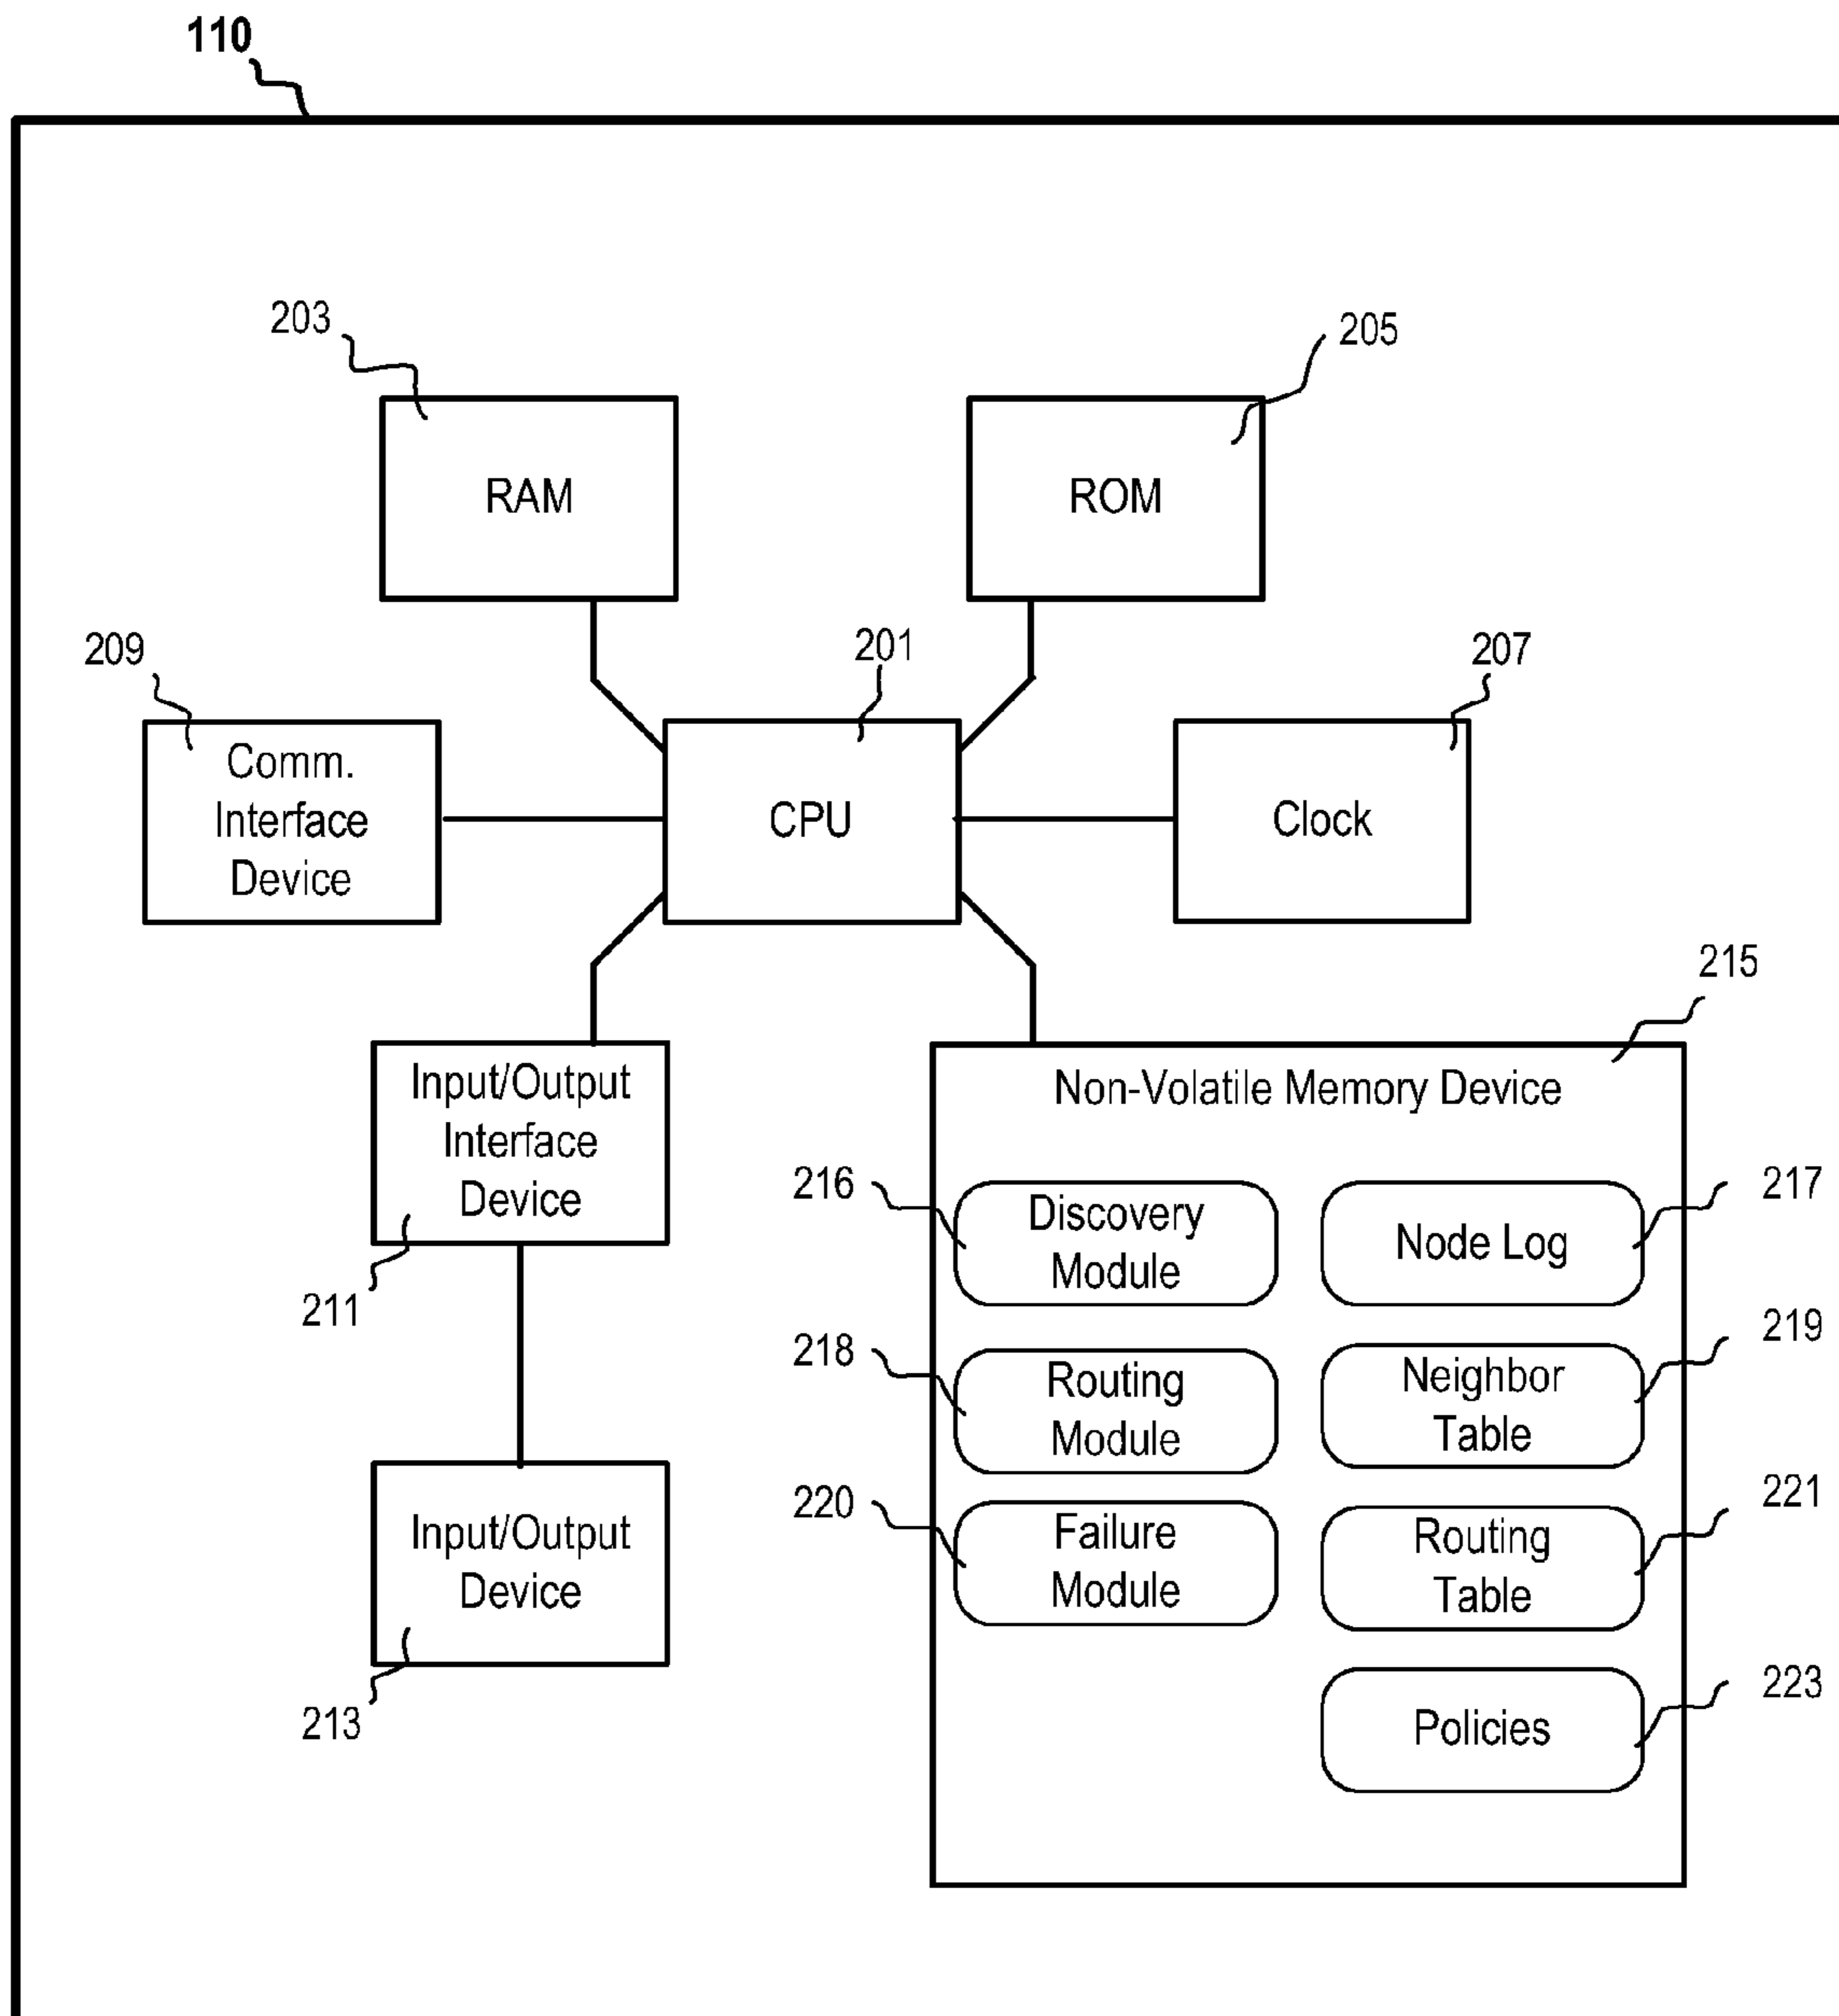 110
203
205
RAM
ROM
209
201
207
Comm.
Interface
Device
CPU
Clock
215
Input/Output
Interface
Device
211
Non-Volatile Memory Device
216
Discovery
Module
Node Log
217
218
Routing
Module
Neighbor
Table
219
220
Failure
Module
Routing
Table
221
Policies
223
Input/Output
Device
213